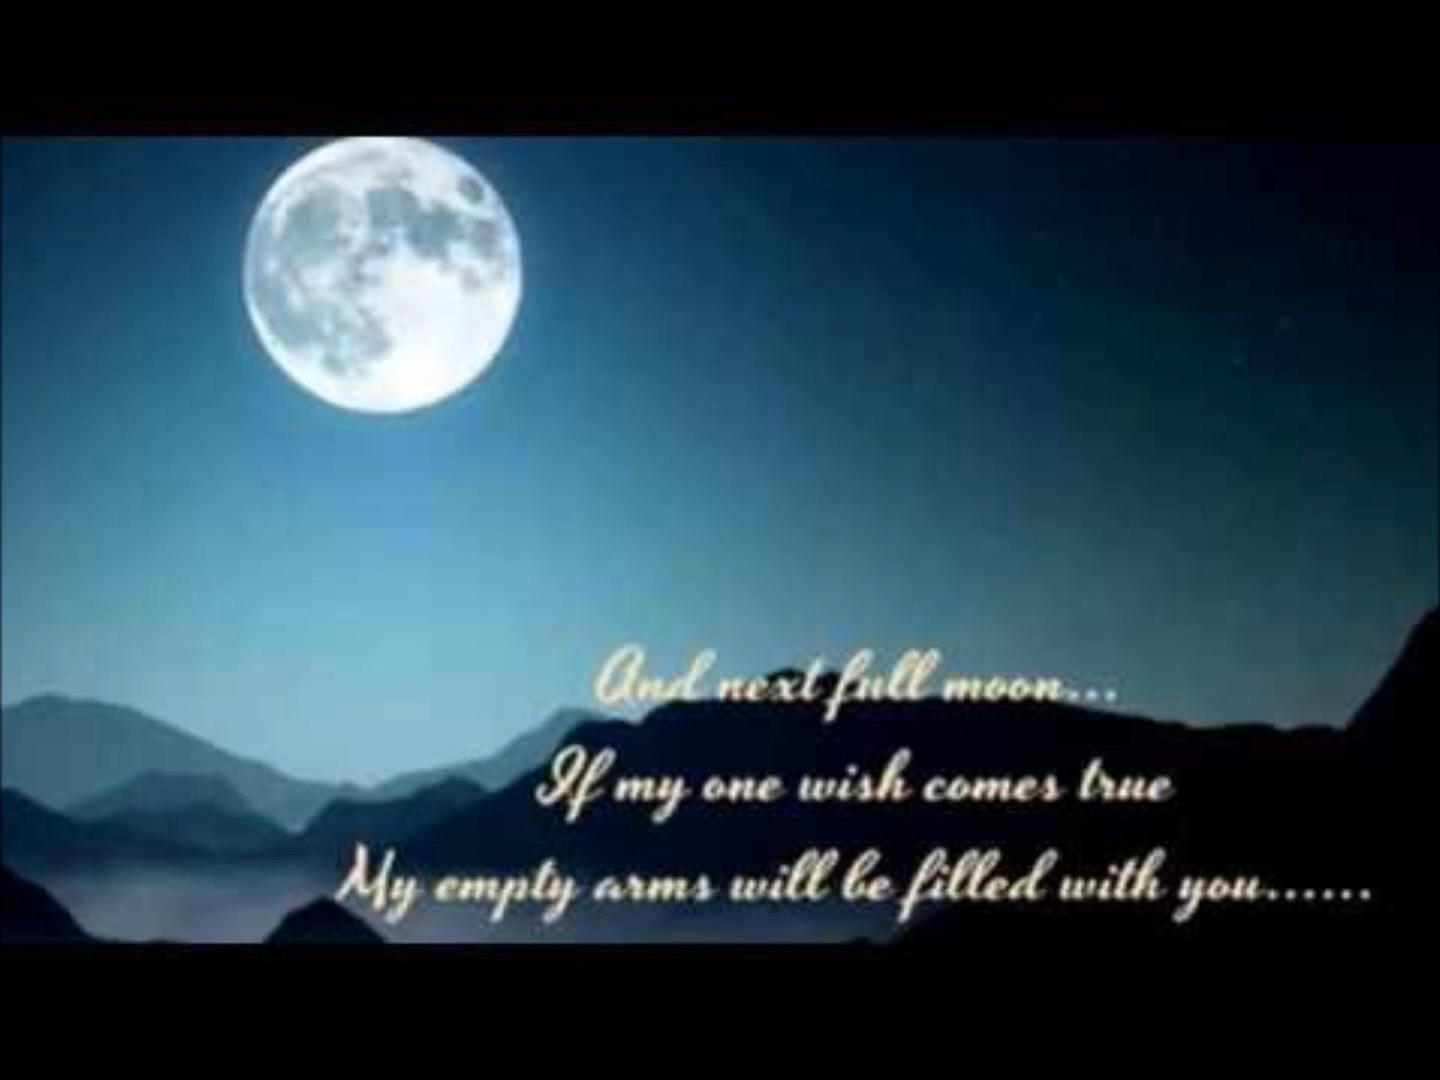 And next full moon...
If my one wish comes true
My empty arms will be filled with you......